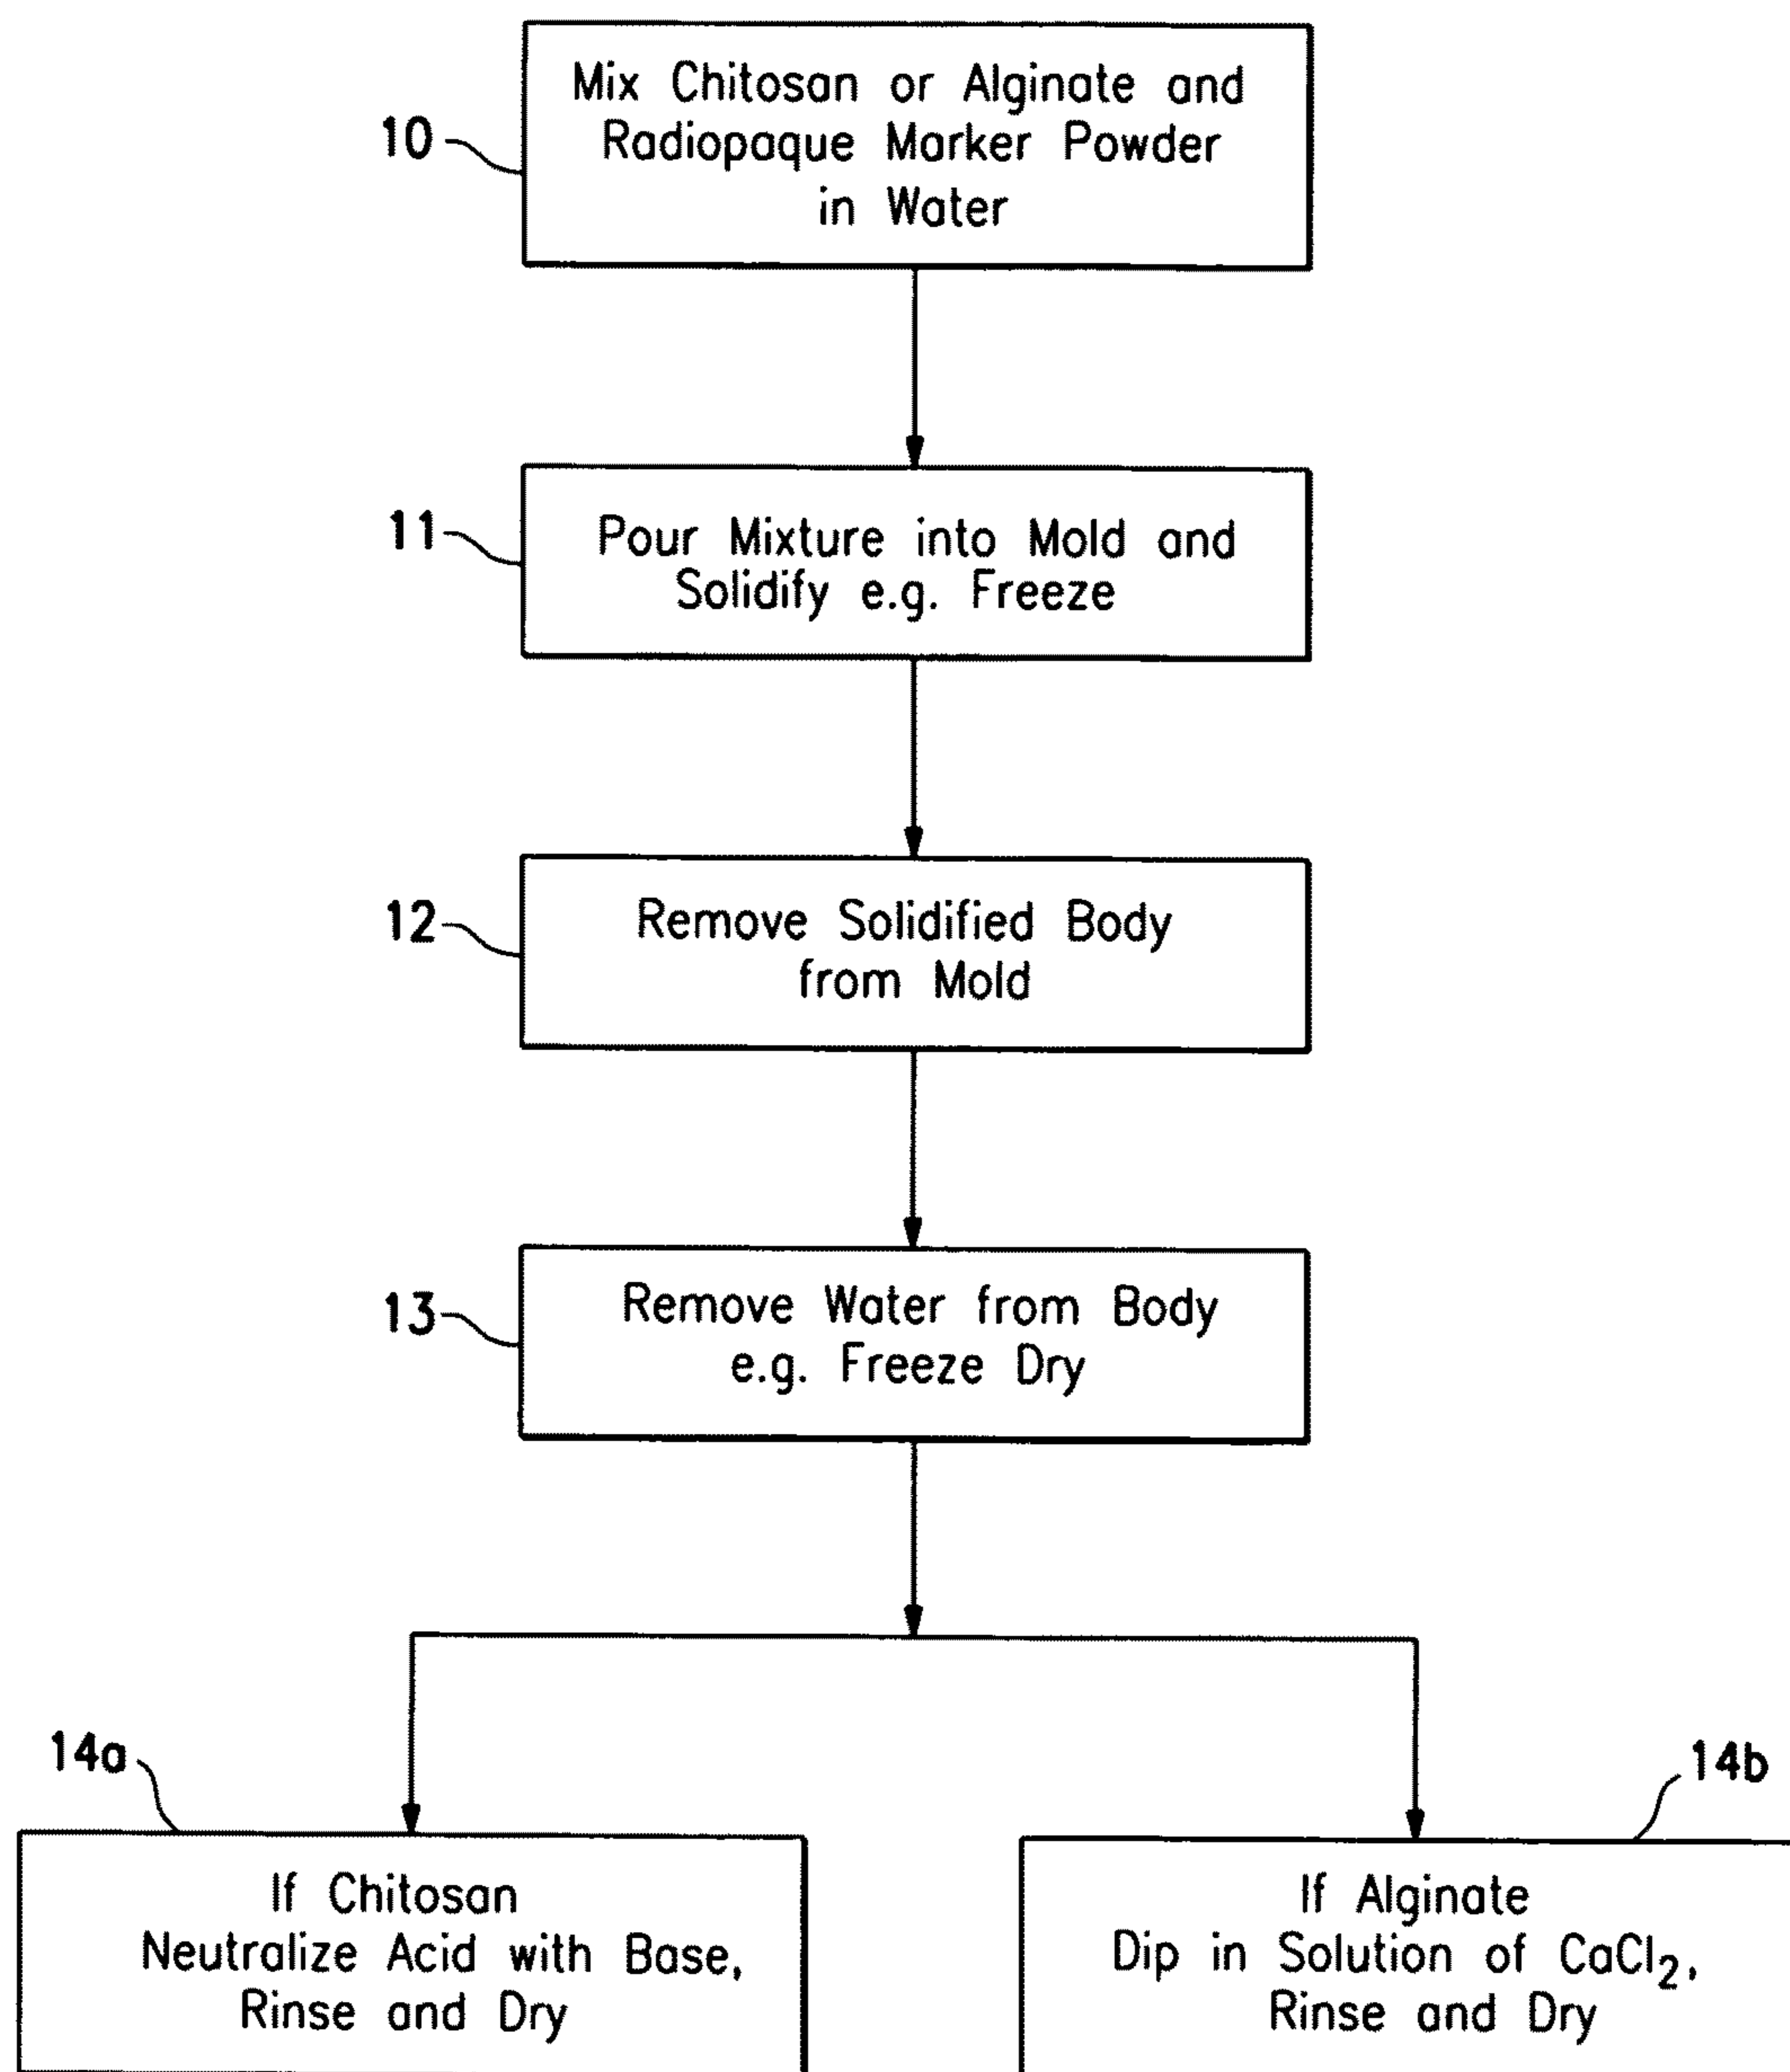 Mix Chitosan or Alginate and
10
Radiopaque Marker Powder
in Water
11
Pour Mixture into Mold and
Solidify e.g. Freeze
12
Remove Solidified Body
from Mold
13
Remove Water from Body
e.g. Freeze Dry
14a
14b
If Chitosan
Neutralize Acid with Base,
Rinse and Dry
If Alginate
Dip in Solution of CaCl₂,
Rinse and Dry